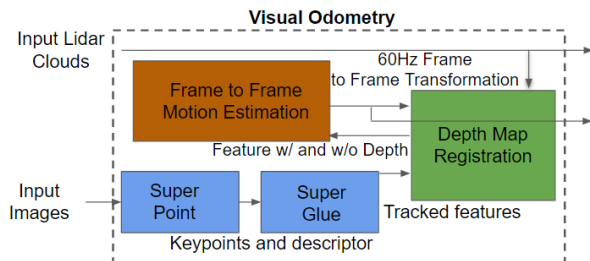 Visual Odometry
Input Lidar
Clouds
60Hz Frame
to Frame Transformation
Frame to Frame
Motion Estimation
Depth Map
Registration
Feature w/ and w/o Depth
Input
Images
Super
Point
Super
Glue
Tracked features
Keypoints and descriptor